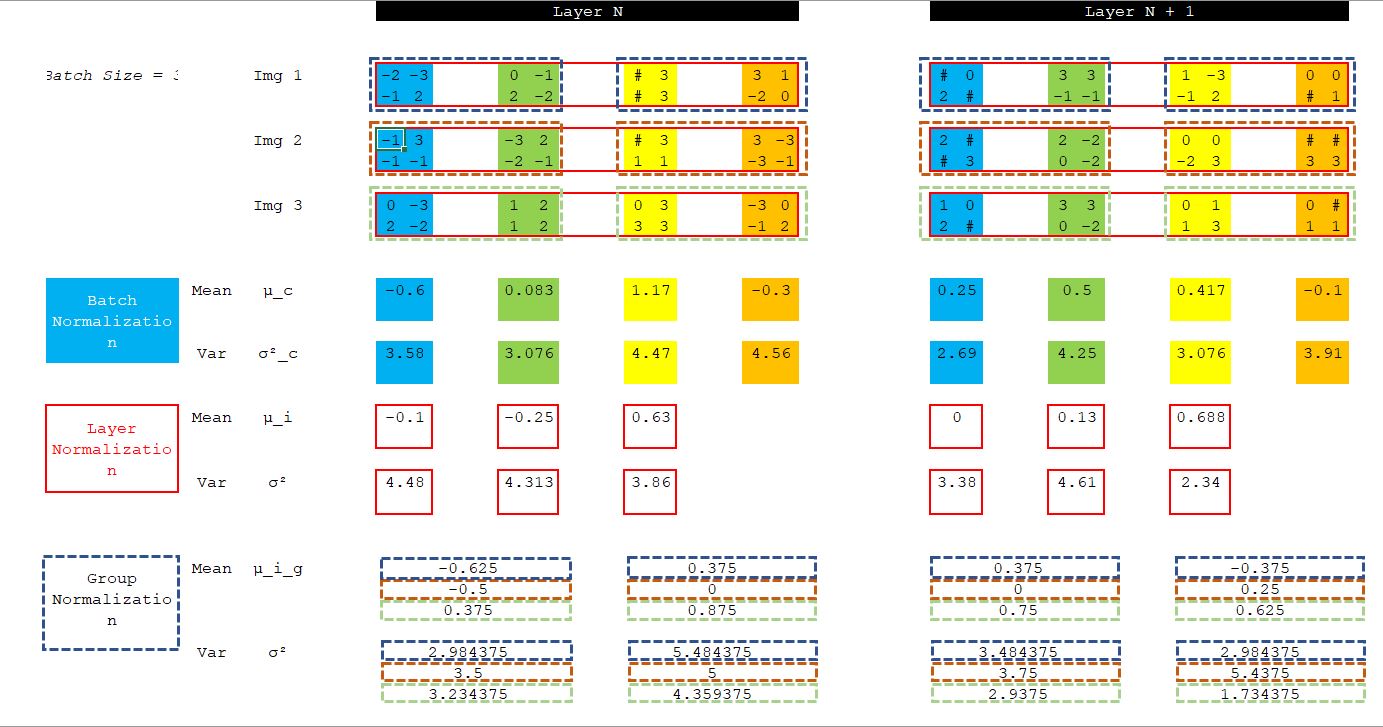 Layer N Layer N + 1
Batch Size = 3 Img 1 -2 -3 0 -1 # 3 3 1 # 0 3 3 1 -3 0 0
-1 2 2 -2 # 3 -2 0 2 # -1 -1 -1 2 # 1
Img 2 -1 3 -3 2 # 3 3 -3 2 # 2 -2 0 0 # #
-1 -1 -2 -1 1 1 -3 -1 # 3 0 -2 -2 3 3 3
Img 3 0 -3 1 2 0 3 -3 0 1 0 3 3 0 1 0 #
2 -2 1 2 3 3 -1 2 2 # 0 -2 1 3 1 1
Batch
Normalizatio
n
Mean μ_c -0.6 0.083 1.17 -0.3 0.25 0.5 0.417 -0.1
Var σ²_c 3.58 3.076 4.47 4.56 2.69 4.25 3.076 3.91
Layer
Normalizatio
n
Mean μ_i -0.1 -0.25 0.63 0 0.13 0.688
Var σ² 4.48 4.313 3.86 3.38 4.61 2.34
Group
Normalizatio
n
Mean μ_i_g -0.625 0.375 0.375 -0.375
-0.5 0 0 0.25
0.375 0.875 0.75 0.625
Var σ² 2.984375 5.484375 3.484375 2.984375
3.5 5 3.75 5.4375
3.234375 4.359375 2.9375 1.734375